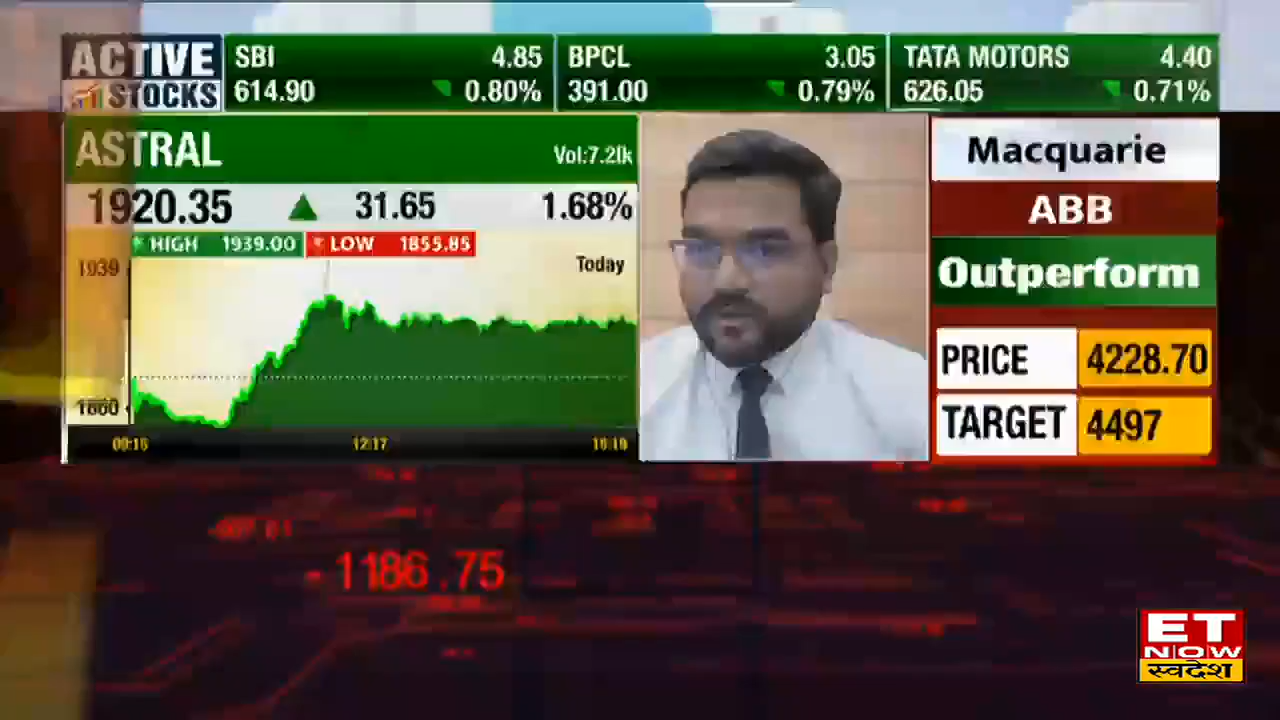 ACTIVE
STOCKS
SBI 4.85
614.90 0.80%
BPCL 3.05
391.00 0.79%
TATA MOTORS 4.40
626.05 0.71%
ASTRAL Vol:7.20k
1920.35 31.65 1.68%
HIGH 1939.00 LOW 1855.85
1939 Today
1860
09:16 12:17
Macquarie
ABB
Outperform
PRICE 4228.70
TARGET 4497
-1186.75
ET
NOW
स्वदेश